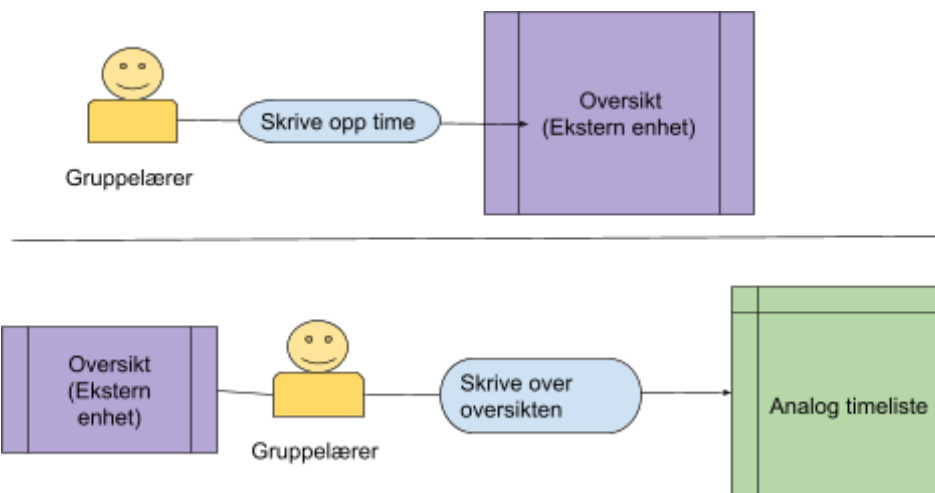 Oversikt
(Ekstern enhet)
Skrive opp time
Gruppelærer
Oversikt
(Ekstern
enhet)
Gruppelærer
Skrive over
oversikten
Analog timeliste